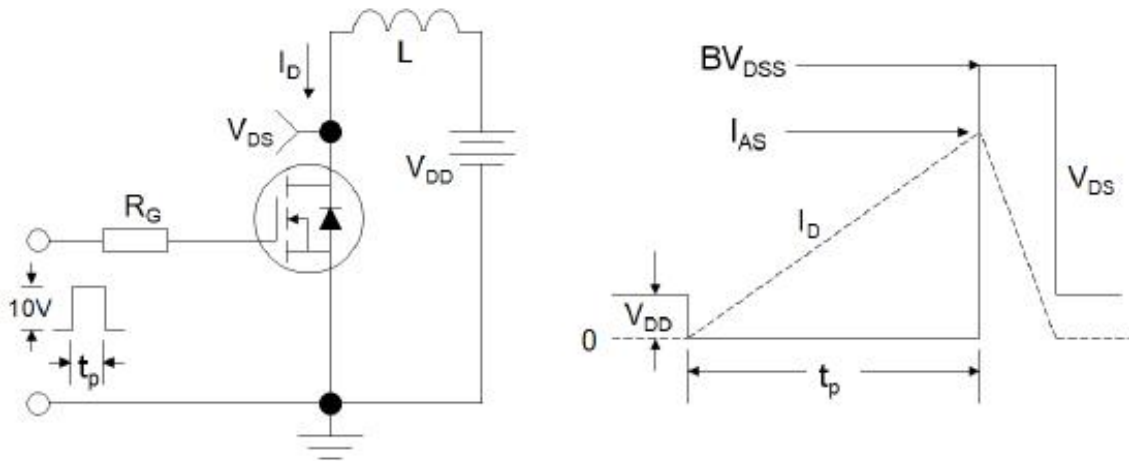 L
I_D
V_DS
V_DD
R_G
10V
t_p
BV_DSS
I_AS
V_DS
I_D
V_DD
0
t_p